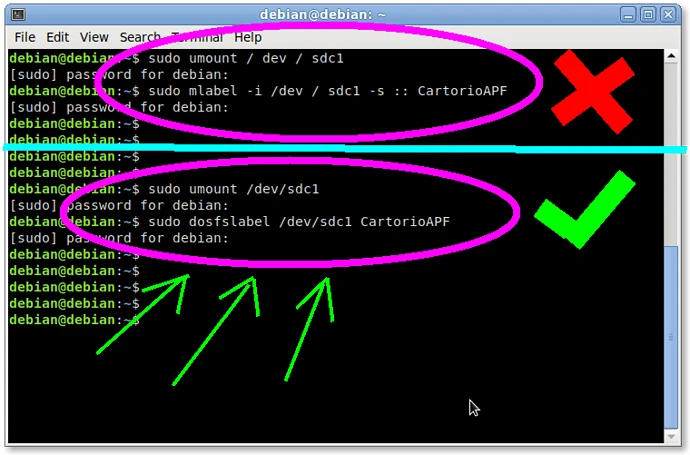 debian@debian: ~
File Edit View Search Terminal Help
debian@debian:~$ sudo umount / dev / sdc1
[sudo] password for debian:
debian@debian:~$ sudo mlabel -i /dev / sdc1 -s :: CartorioAPF
[sudo] password for debian:
debian@debian:~$
debian@debian:~$
debian@debian:~$
debian@debian:~$
debian@debian:~$ sudo umount /dev/sdc1
[sudo] password for debian:
debian@debian:~$ sudo dosfslabel /dev/sdc1 CartorioAPF
[sudo] password for debian:
debian@debian:~$
debian@debian:~$
debian@debian:~$
debian@debian:~$
debian@debian:~$